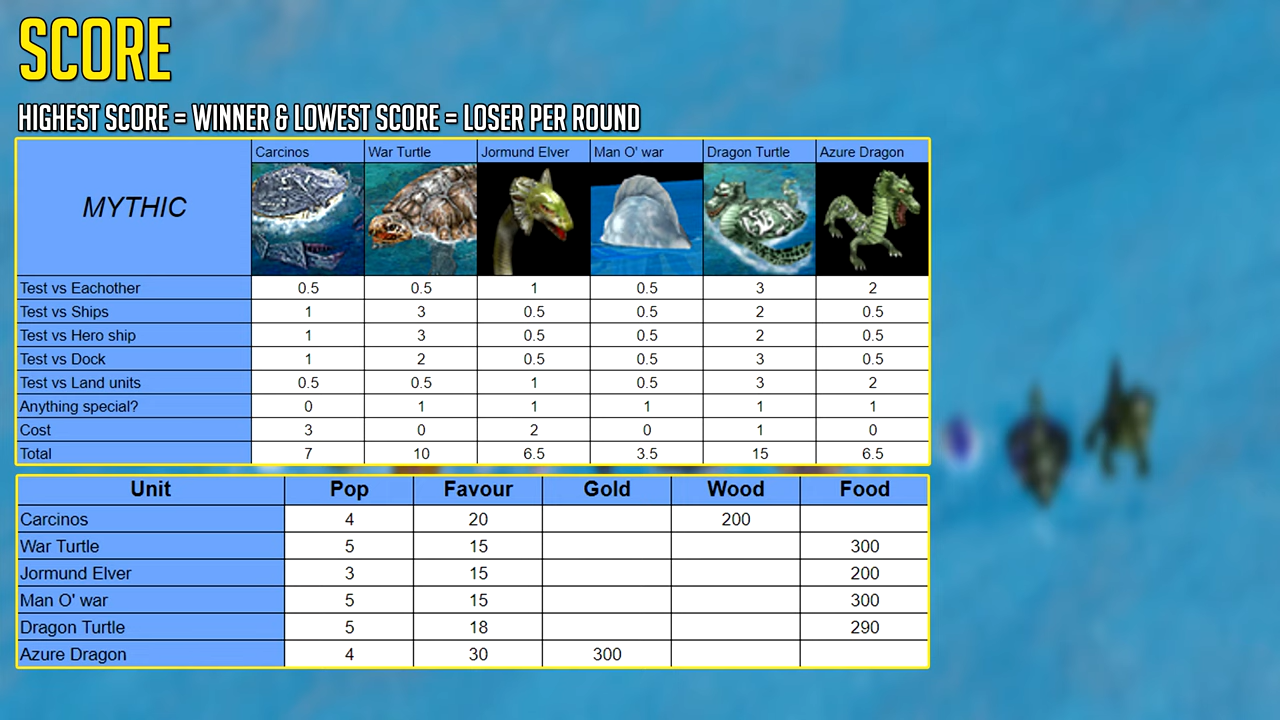 SCORE
HIGHEST SCORE = WINNER & LOWEST SCORE = LOSER PER ROUND
MYTHIC Carcinos War Turtle Jormund Elver Man O' war Dragon Turtle Azure Dragon
Test vs Eachother 0.5 0.5 1 0.5 3 2
Test vs Ships 1 3 0.5 0.5 2 0.5
Test vs Hero ship 1 3 0.5 0.5 2 0.5
Test vs Dock 1 2 0.5 0.5 3 0.5
Test vs Land units 0.5 0.5 1 0.5 3 2
Anything special? 0 1 1 1 1 1
Cost 3 0 2 0 1 0
Total 7 10 6.5 3.5 15 6.5
Unit Pop Favour Gold Wood Food
Carcinos 4 20 200
War Turtle 5 15 300
Jormund Elver 3 15 200
Man O' war 5 15 300
Dragon Turtle 5 18 290
Azure Dragon 4 30 300